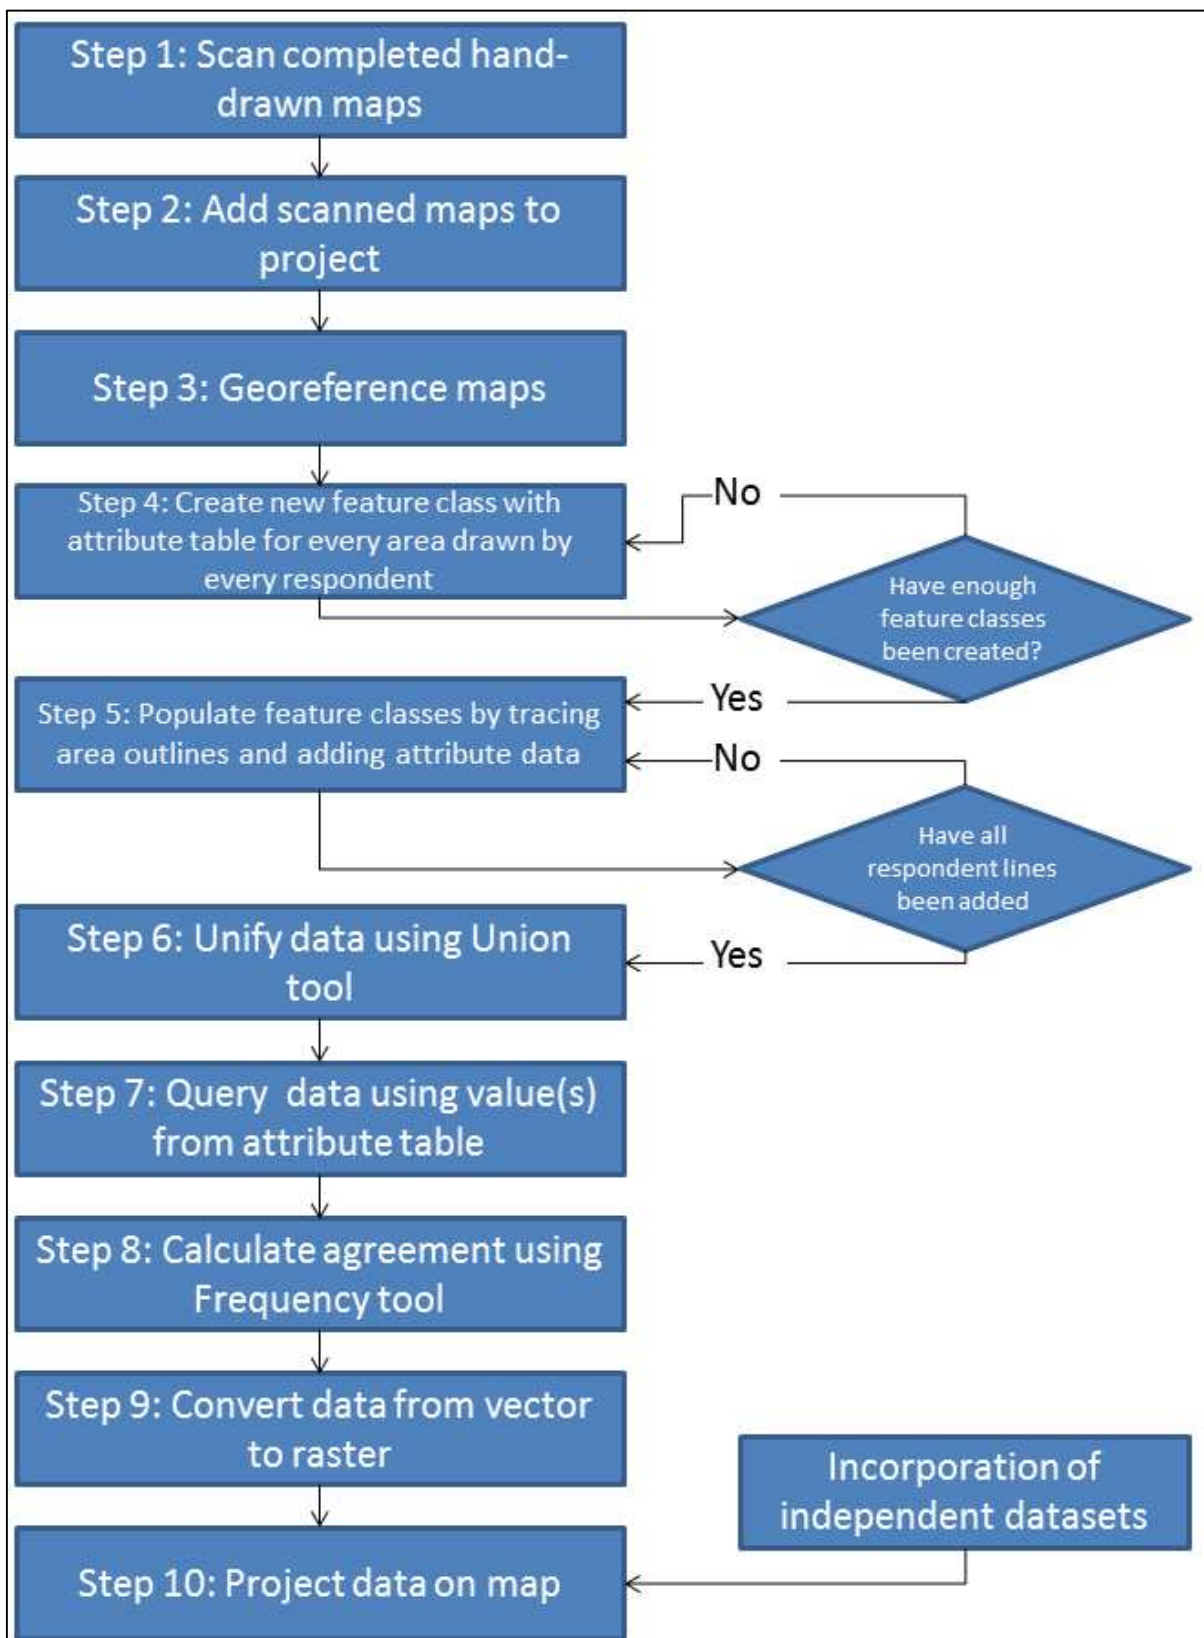 Step 1: Scan completed hand-
drawn maps
Step 2: Add scanned maps to
project
Step 3: Georeference maps
Step 4: Create new feature class with
attribute table for every area drawn by
every respondent
No
Have enough
feature classes
been created?
Yes
Step 5: Populate feature classes by tracing
area outlines and adding attribute data
No
Have all
respondent lines
been added
Yes
Step 6: Unify data using Union
tool
Step 7: Query data using value(s)
from attribute table
Step 8: Calculate agreement using
Frequency tool
Step 9: Convert data from vector
to raster
Incorporation of
independent datasets
Step 10: Project data on map